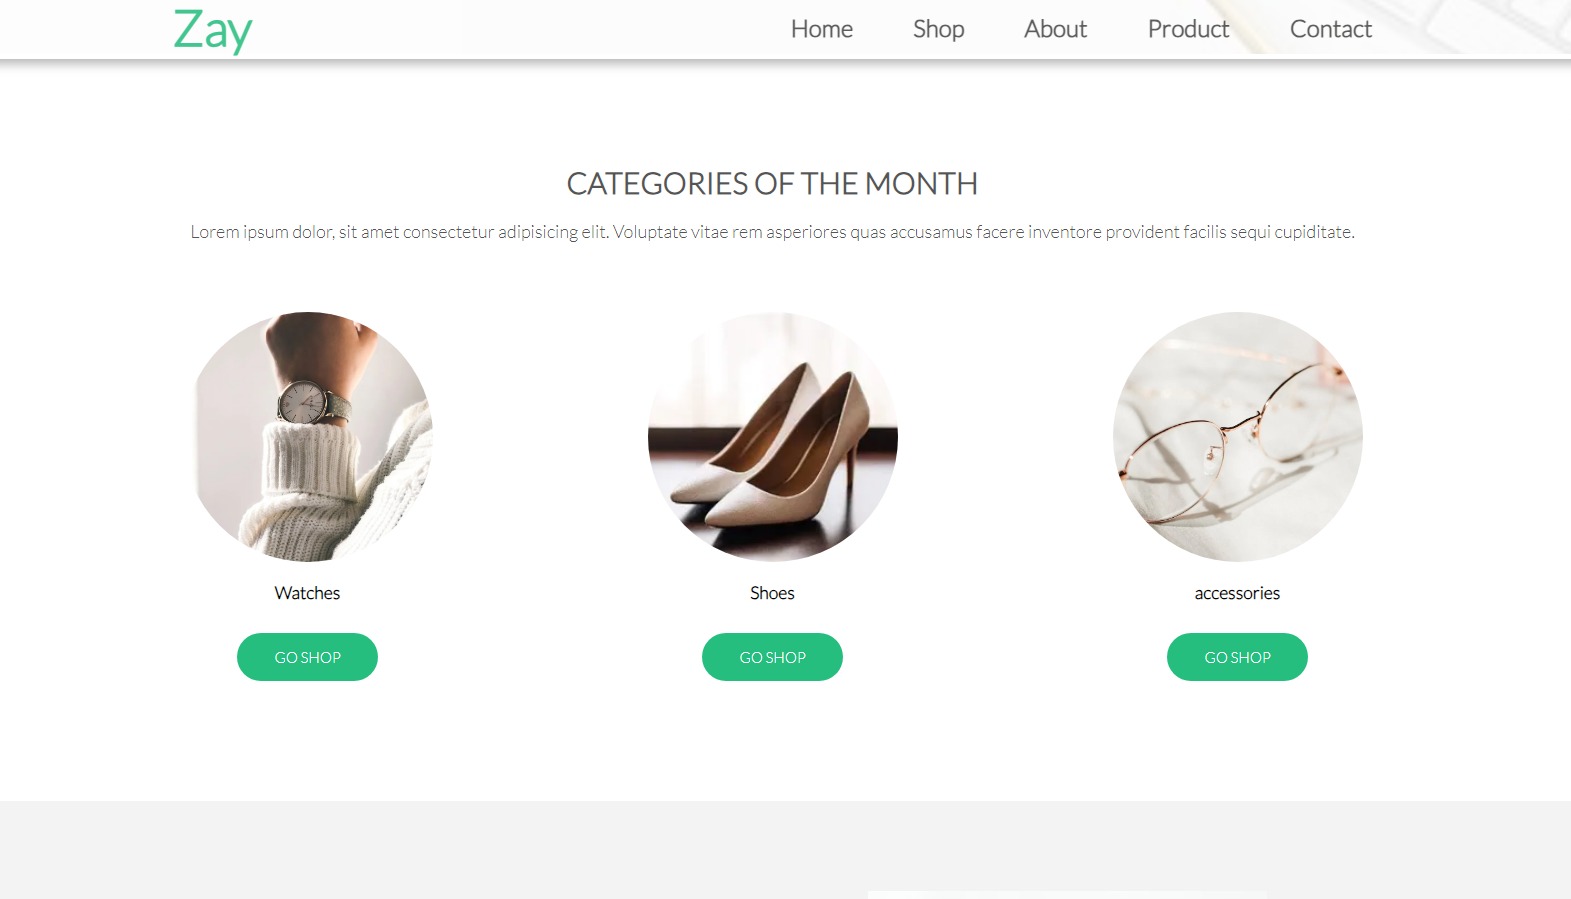 Zay
Home Shop About Product Contact
CATEGORIES OF THE MONTH
Lorem ipsum dolor, sit amet consectetur adipisicing elit. Voluptate vitae rem asperiores quas accusamus facere inventore provident facilis sequi cupiditate.
Watches Shoes accessories
GO SHOP GO SHOP GO SHOP